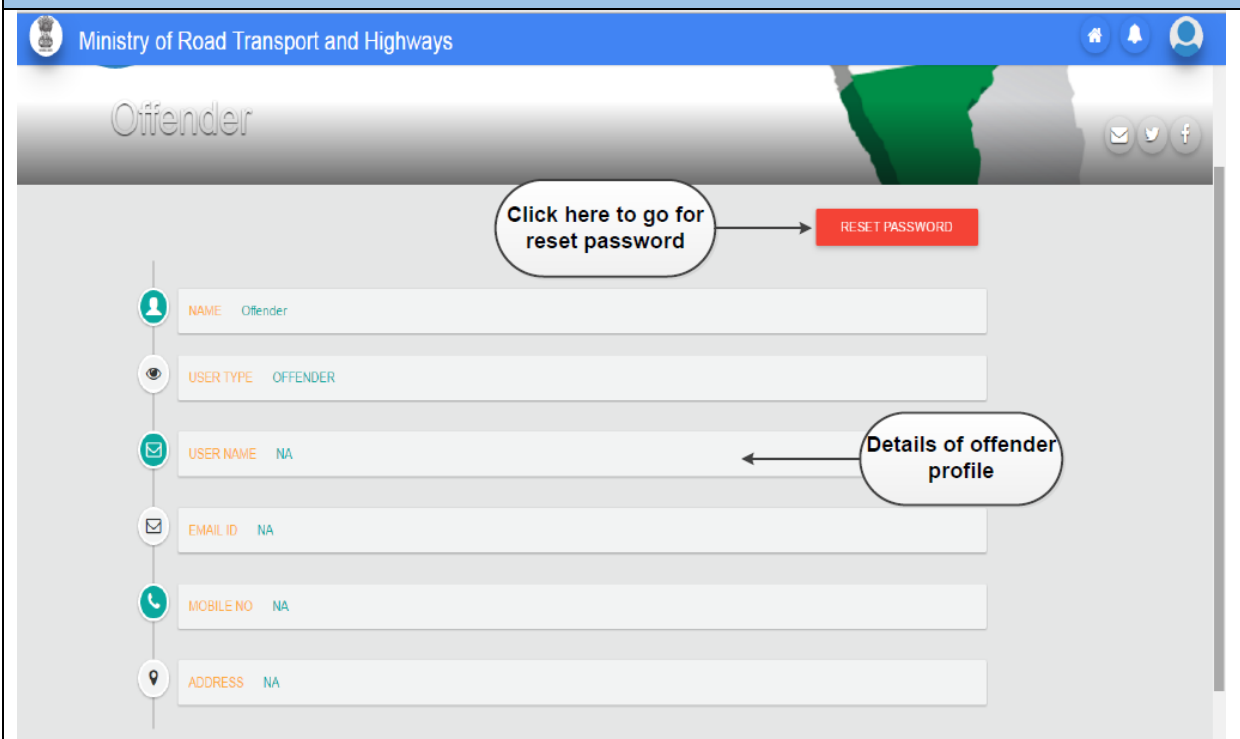 Ministry of Road Transport and Highways
Offender
Click here to go for
reset password
RESET PASSWORD
NAME Offender
USER TYPE OFFENDER
USER NAME NA
Details of offender
profile
EMAIL ID NA
MOBILE NO NA
ADDRESS NA